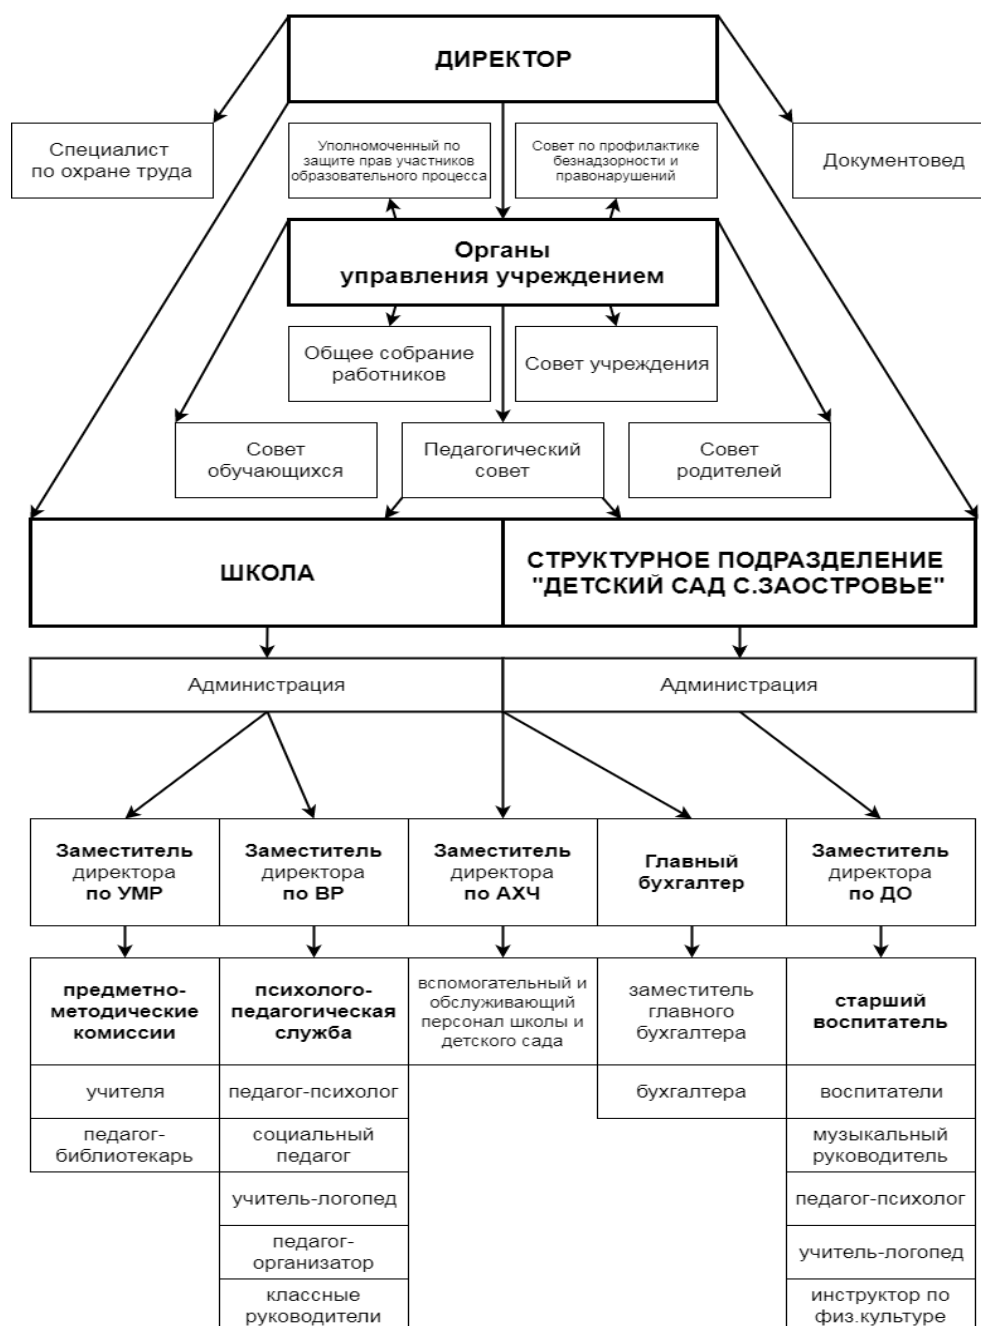 ДИРЕКТОР
Специалист
по охране труда
Уполномоченный по
защите прав участников
образовательного процесса
Совет по профилактике
безнадзорности и
правонарушений
Документовед
Органы
управления учреждением
Общее собрание
работников
Совет учреждения
Совет
обучающихся
Педагогический
совет
Совет
родителей
ШКОЛА
СТРУКТУРНОЕ ПОДРАЗДЕЛЕНИЕ
"ДЕТСКИЙ САД С.ЗАОСТРОВЬЕ"
Администрация
Администрация
Заместитель
директора
по УМР
Заместитель
директора
по ВР
Заместитель
директора
по АХЧ
Главный
бухгалтер
Заместитель
директора
по ДО
предметно-
методические
комиссии
психолого-
педагогическая
служба
вспомогательный и
обслуживающий
персонал школы и
детского сада
заместитель
главного
бухгалтера
старший
воспитатель
учителя
педагог-психолог
бухгалтера
воспитатели
педагог-
библиотекарь
социальный
педагог
музыкальный
руководитель
учитель-логопед
педагог-психолог
педагог-
организатор
учитель-логопед
классные
руководители
инструктор по
физ.культуре